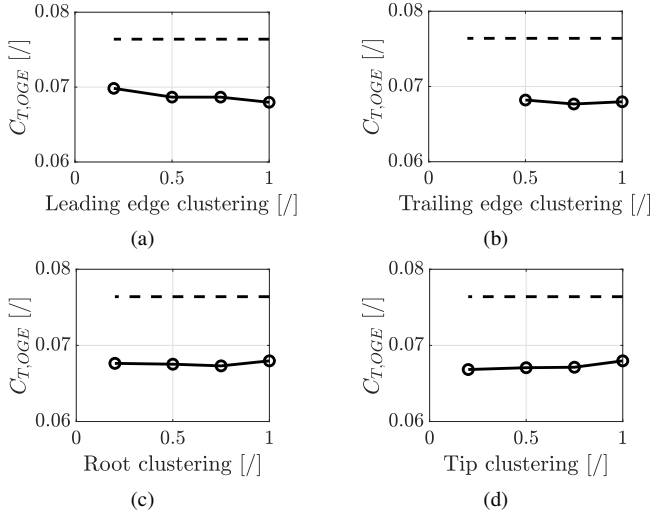 0.08
0.07
0.06
C_{T,OGE} [/]
0
0.5
1
Leading edge clustering [/]
(a)
0.08
0.07
0.06
C_{T,OGE} [/]
0
0.5
1
Trailing edge clustering [/]
(b)
0.08
0.07
0.06
C_{T,OGE} [/]
0
0.5
1
Root clustering [/]
(c)
0.08
0.07
0.06
C_{T,OGE} [/]
0
0.5
1
Tip clustering [/]
(d)